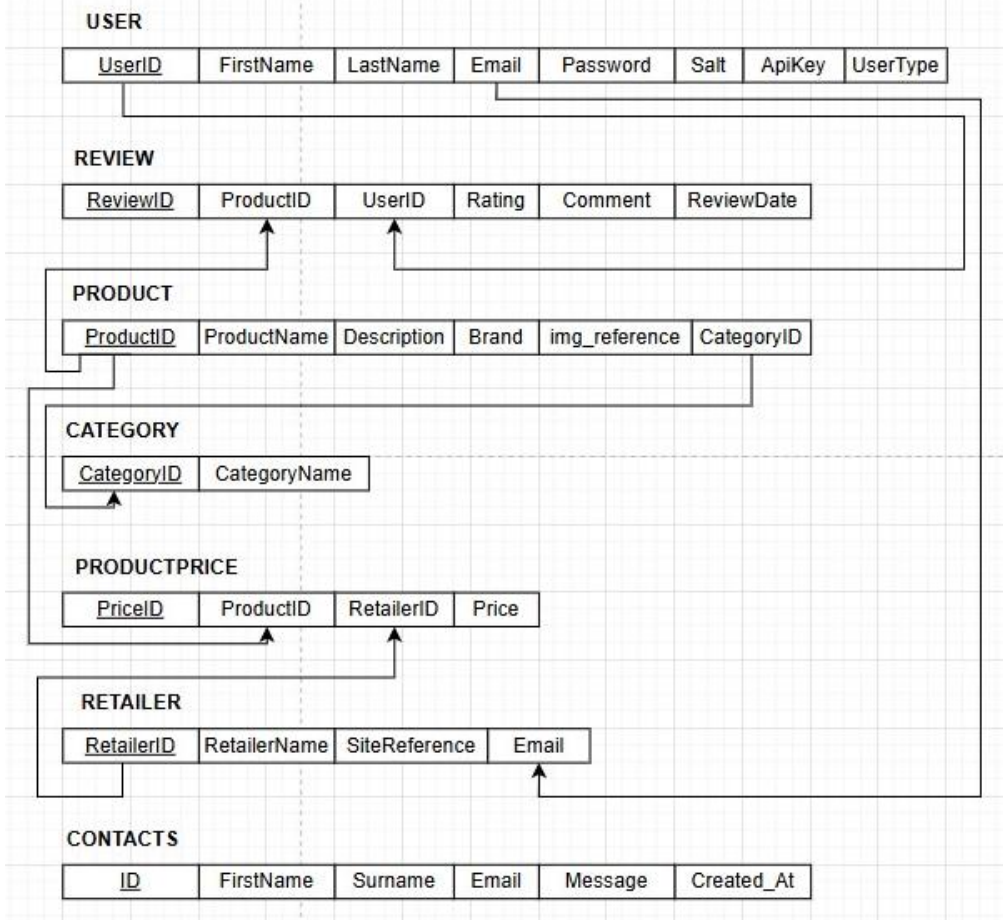 USER
UserID FirstName LastName Email Password Salt ApiKey UserType
REVIEW
ReviewID ProductID UserID Rating Comment ReviewDate
PRODUCT
ProductID ProductName Description Brand img_reference CategoryID
CATEGORY
CategoryID CategoryName
PRODUCTPRICE
PriceID ProductID RetailerID Price
RETAILER
RetailerID RetailerName SiteReference Email
CONTACTS
ID FirstName Surname Email Message Created_At